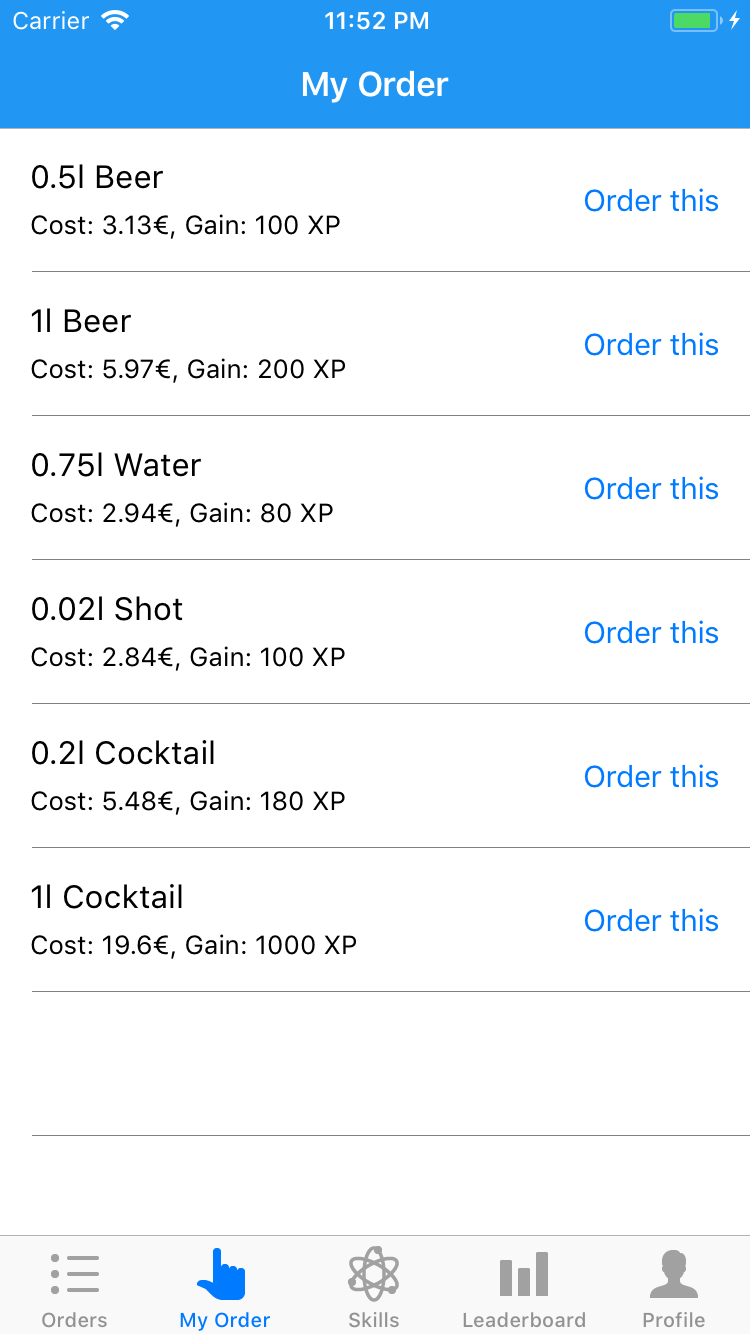 Carrier 11:52 PM
My Order
0.5l Beer
Cost: 3.13€, Gain: 100 XP
Order this
1l Beer
Cost: 5.97€, Gain: 200 XP
Order this
0.75l Water
Cost: 2.94€, Gain: 80 XP
Order this
0.02l Shot
Cost: 2.84€, Gain: 100 XP
Order this
0.2l Cocktail
Cost: 5.48€, Gain: 180 XP
Order this
1l Cocktail
Cost: 19.6€, Gain: 1000 XP
Order this
Orders My Order Skills Leaderboard Profile